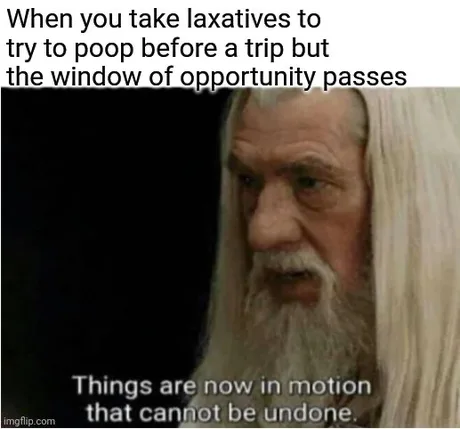 When you take laxatives to
try to poop before a trip but
the window of opportunity passes
Things are now in motion
that cannot be undone.
imgflip.com